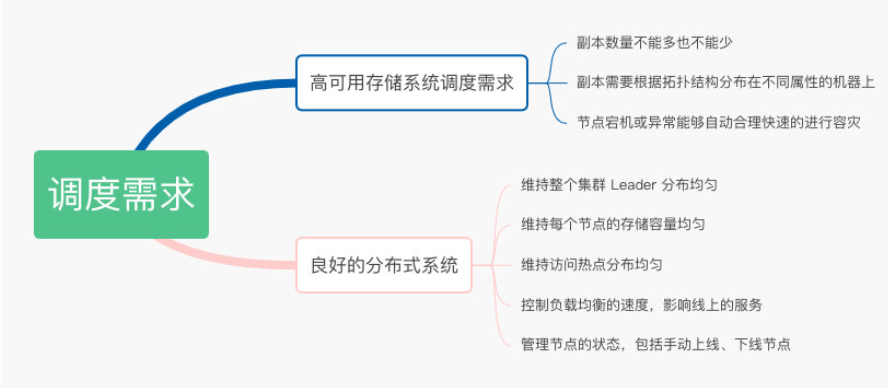 调度需求
高可用存储系统调度需求
副本数量不能多也不能少
副本需要根据拓扑结构分布在不同属性的机器上
节点宕机或异常能够自动合理快速的进行容灾
良好的分布式系统
维持整个集群 Leader 分布均匀
维持每个节点的存储容量均匀
维持访问热点分布均匀
控制负载均衡的速度，影响线上的服务
管理节点的状态，包括手动上线、下线节点